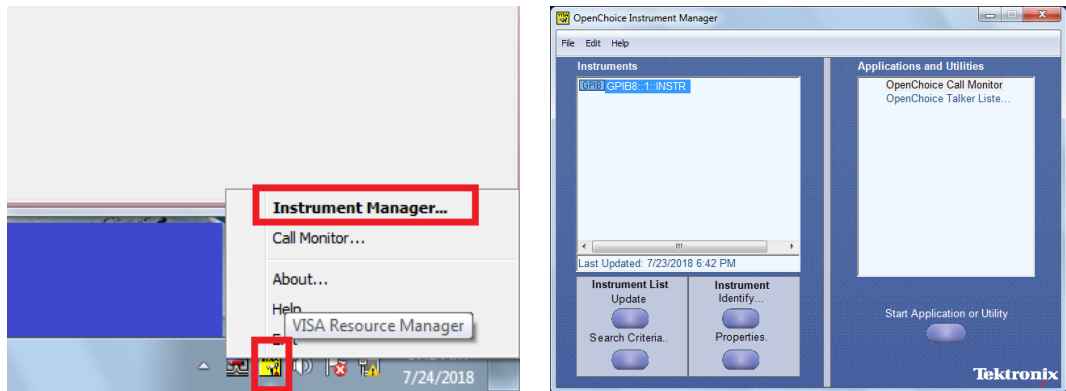 Instrument Manager...
Call Monitor...
About...
Help
VISA Resource Manager
7/24/2018
OpenChoice Instrument Manager
File Edit Help
Instruments
GPIB GPIB8::1::INSTR
Last Updated: 7/23/2018 6:42 PM
Instrument List
Update
Search Criteria..
Instrument
Identify...
Properties.
Applications and Utilities
OpenChoice Call Monitor
OpenChoice Talker Liste...
Start Application or Utility
Tektronix